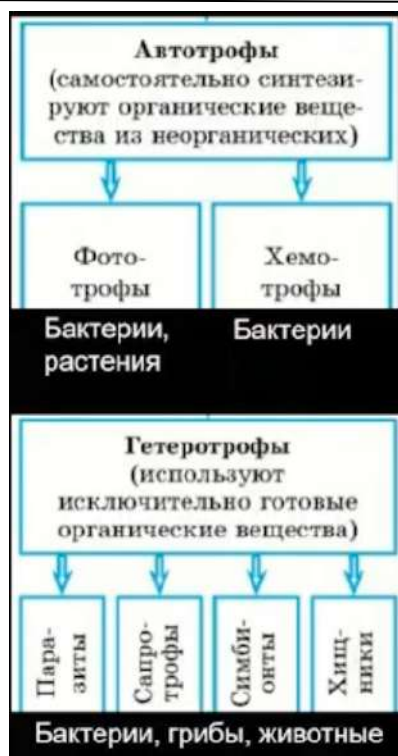 Автотрофы
(самостоятельно синтези-
руют органические веще-
ства из неорганических)
Фото-
трофы
Хемо-
трофы
Бактерии,
растения
Бактерии
Гетеротрофы
(используют
исключительно готовые
органические вещества)
Пара-
зиты
Сапро-
трофы
Симби-
онты
Хищ-
ники
Бактерии, грибы, животные